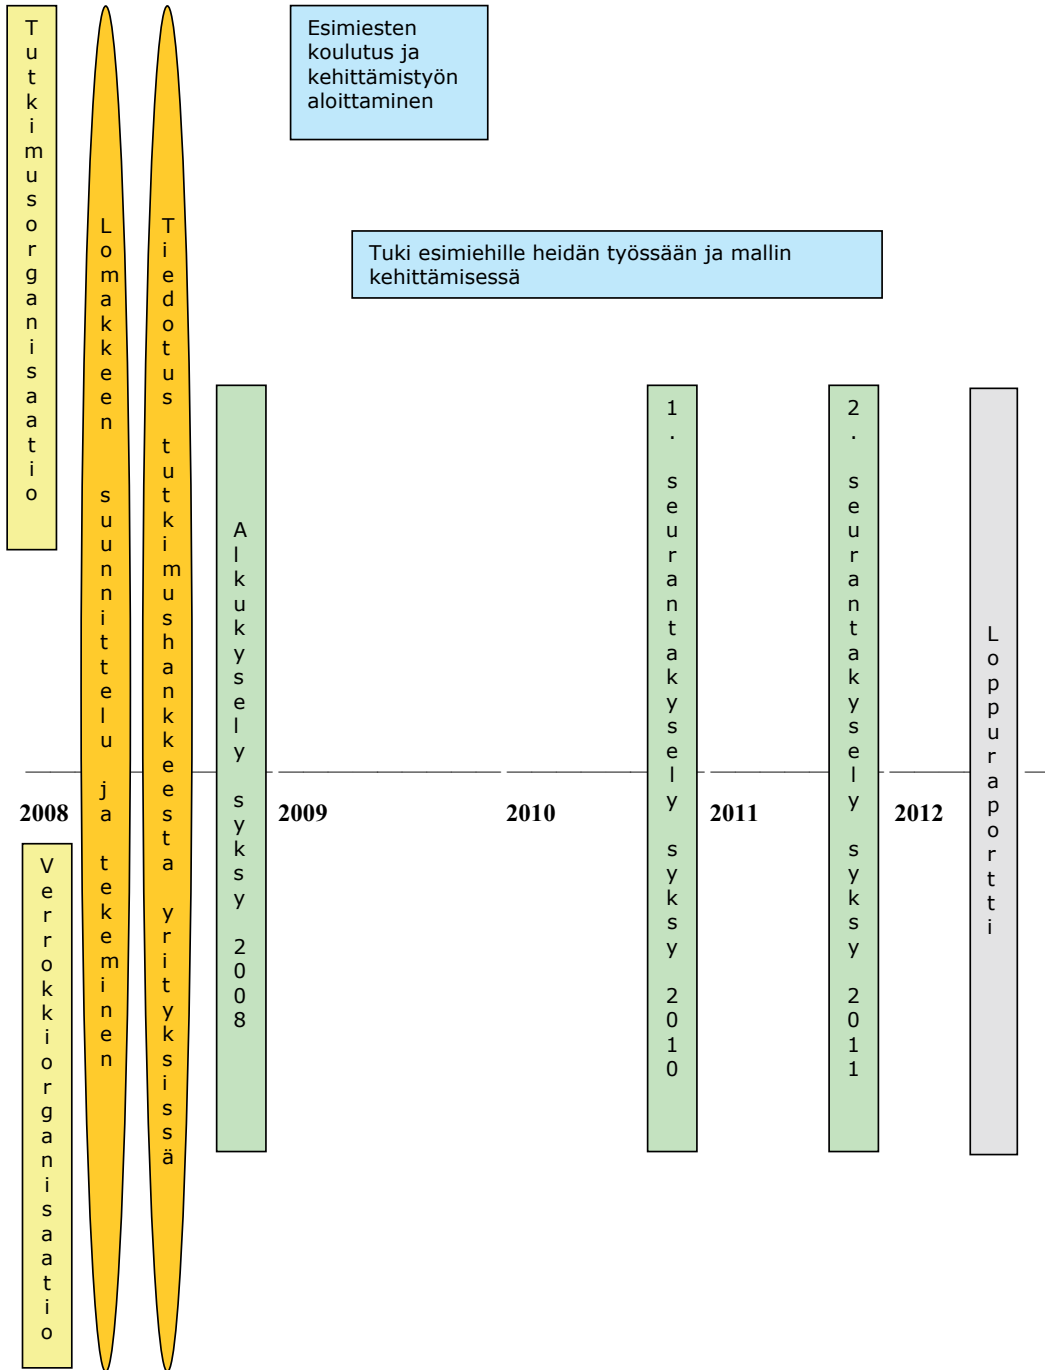 Tutkimusorganisaatio
Lomakkeen suunnittelu ja tekeminen
Tiedotus tutkimushankkeesta yrityksissä
Esimiesten
koulutus ja
kehittämistyön
aloittaminen
Tuki esimiehille heidän työssään ja mallin
kehittämisessä
Alkukysely syksy 2008
1. seurantakysely syksy 2010
2. seurantakysely syksy 2011
Loppuraportti
2008
2009
2010
2011
2012
Verrokkiorganisaatio